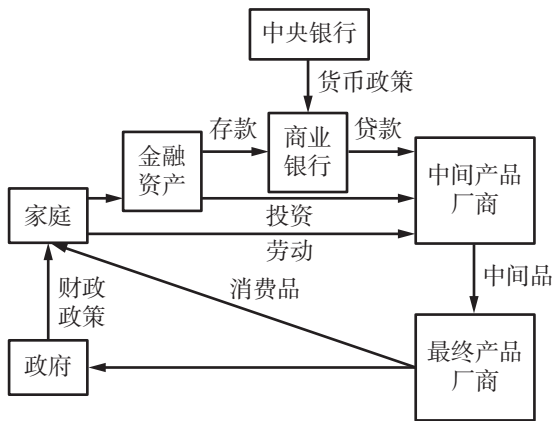 中央银行
货币政策
存款
贷款
金融
资产
商业
银行
中间产品
厂商
家庭
投资
劳动
财政
政策
消费品
中间品
政府
最终产品
厂商